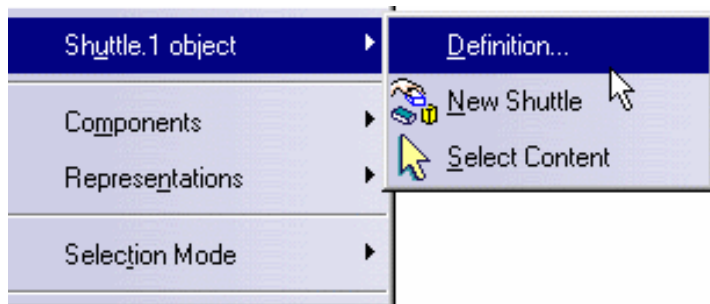 Shuttle.1 object
Components
Representations
Selection Mode
Definition...
New Shuttle
Select Content